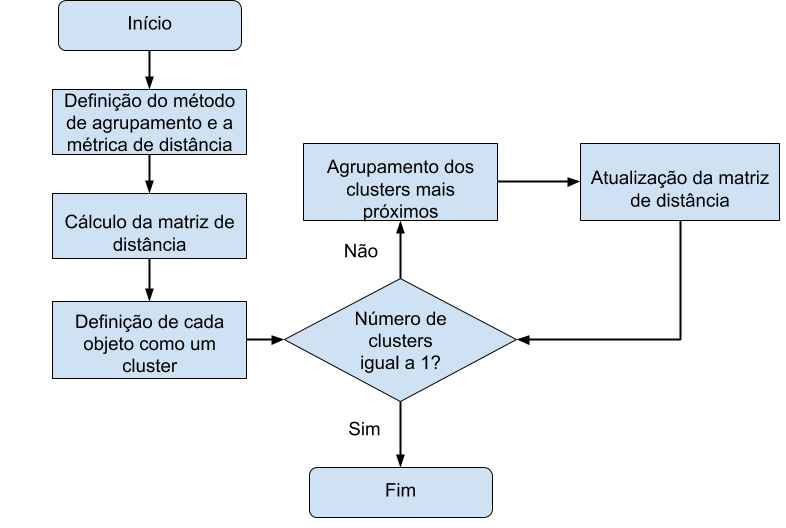 Início
Definição do método
de agrupamento e a
métrica de distância
Cálculo da matriz de
distância
Definição de cada
objeto como um
cluster
Número de
clusters
igual a 1?
Não
Agrupamento dos
clusters mais
próximos
Atualização da matriz
de distância
Sim
Fim